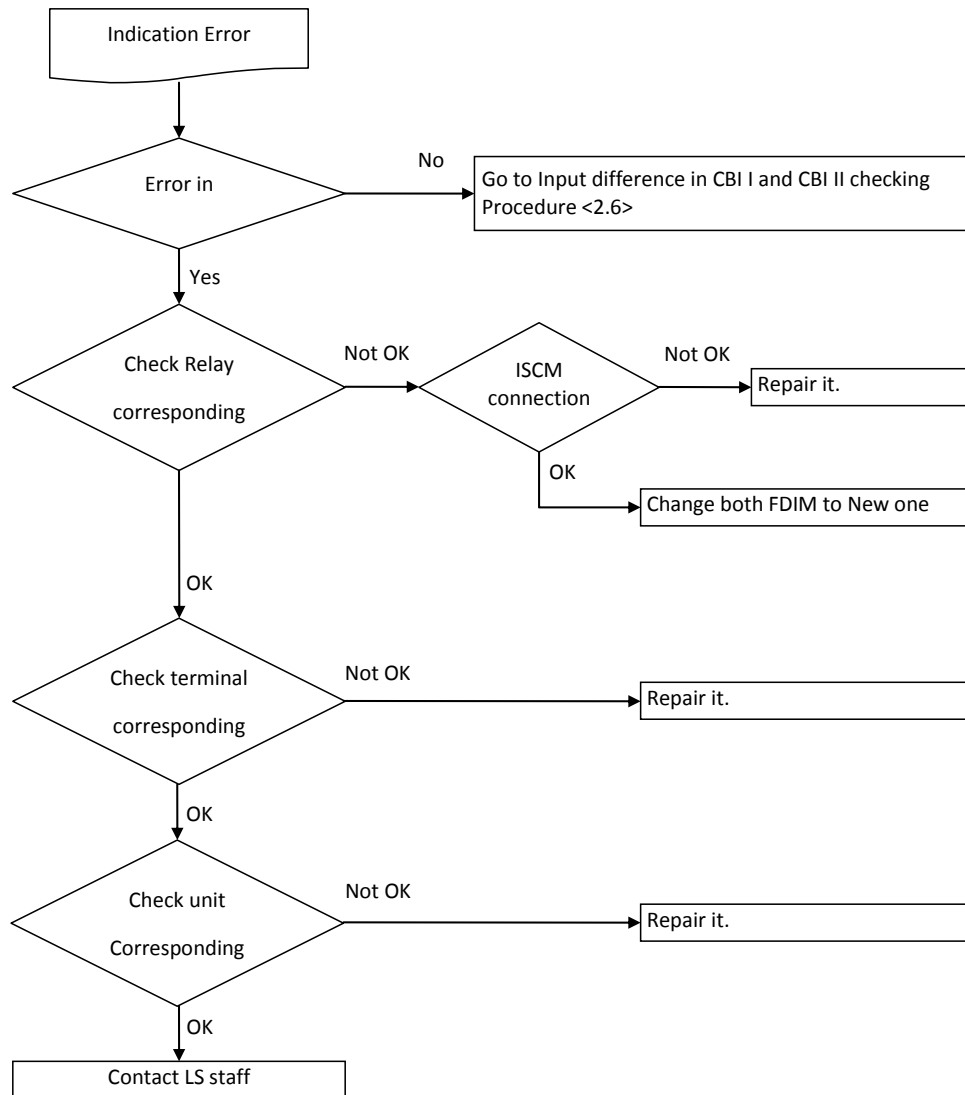 Indication Error
Error in
No
Go to Input difference in CBI I and CBI II checking
Procedure <2.6>
Yes
Check Relay
corresponding
Not OK
ISCM
connection
Not OK
Repair it.
OK
Change both FDIM to New one
OK
Check terminal
corresponding
Not OK
Repair it.
OK
Check unit
Corresponding
Not OK
Repair it.
OK
Contact LS staff